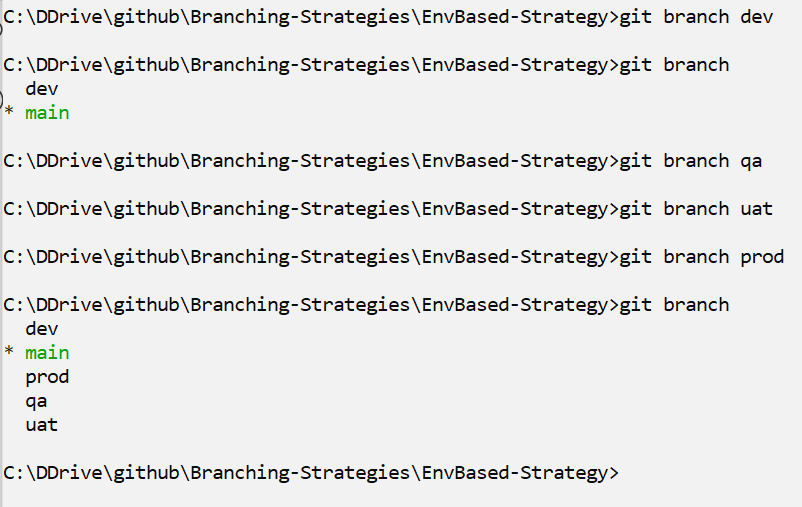 C:\DDrive\github\Branching-Strategies\EnvBased-Strategy>git branch dev
C:\DDrive\github\Branching-Strategies\EnvBased-Strategy>git branch
dev
* main
C:\DDrive\github\Branching-Strategies\EnvBased-Strategy>git branch qa
C:\DDrive\github\Branching-Strategies\EnvBased-Strategy>git branch uat
C:\DDrive\github\Branching-Strategies\EnvBased-Strategy>git branch prod
C:\DDrive\github\Branching-Strategies\EnvBased-Strategy>git branch
dev
* main
prod
qa
uat
C:\DDrive\github\Branching-Strategies\EnvBased-Strategy>